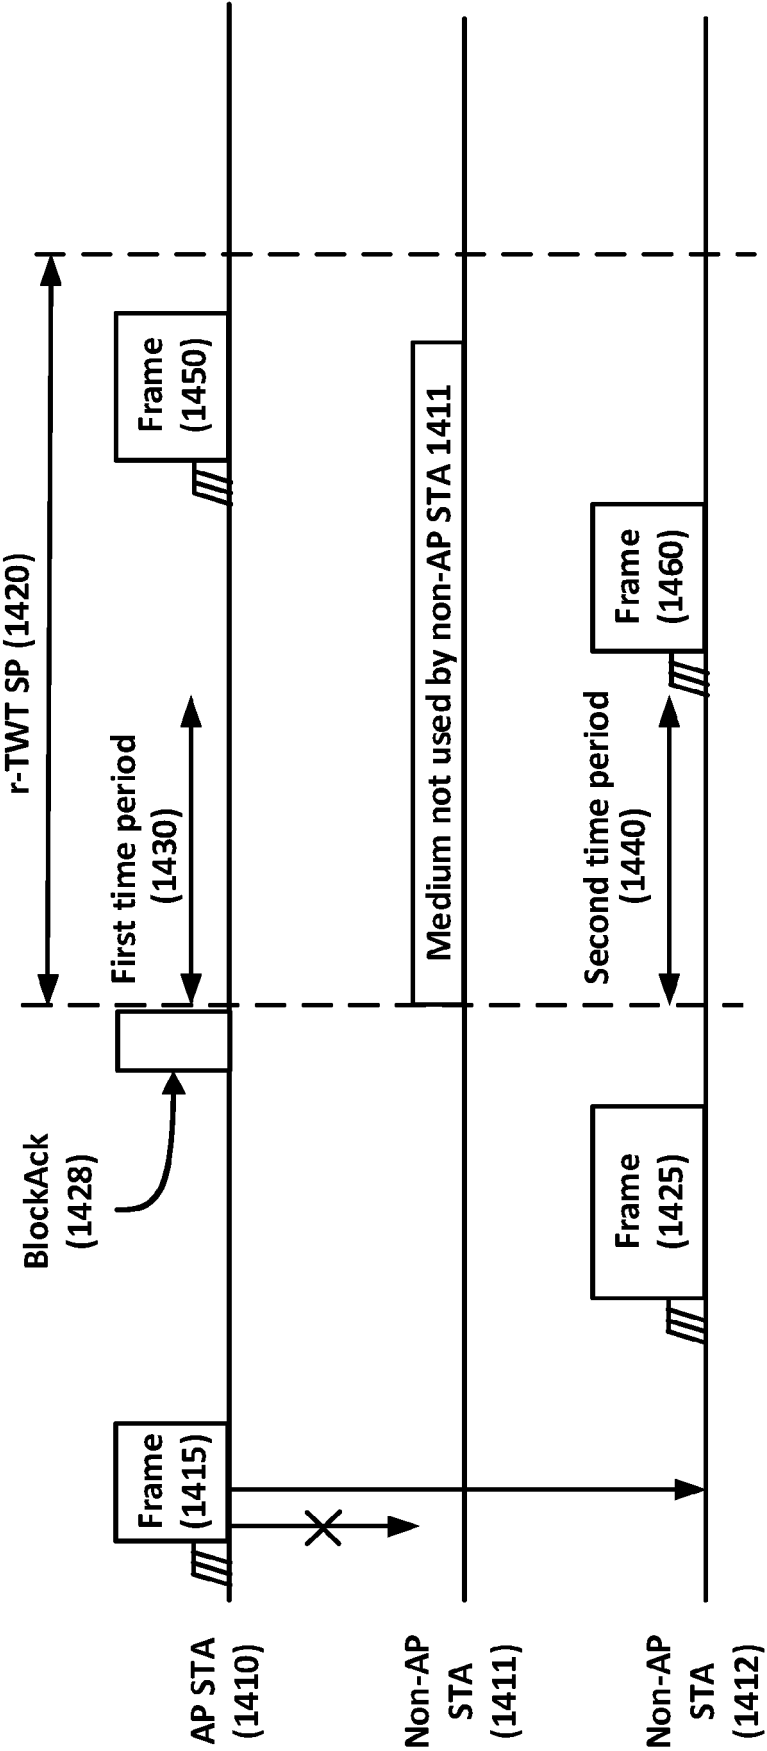 r-TWT SP (1420)
BlockAck
(1428)
First time period
(1430)
Frame
(1415)
Frame
(1450)
AP STA
(1410)
Medium not used by non-AP STA 1411
Non-AP
STA
(1411)
Second time period
(1440)
Frame
(1425)
Frame
(1460)
Non-AP
STA
(1412)